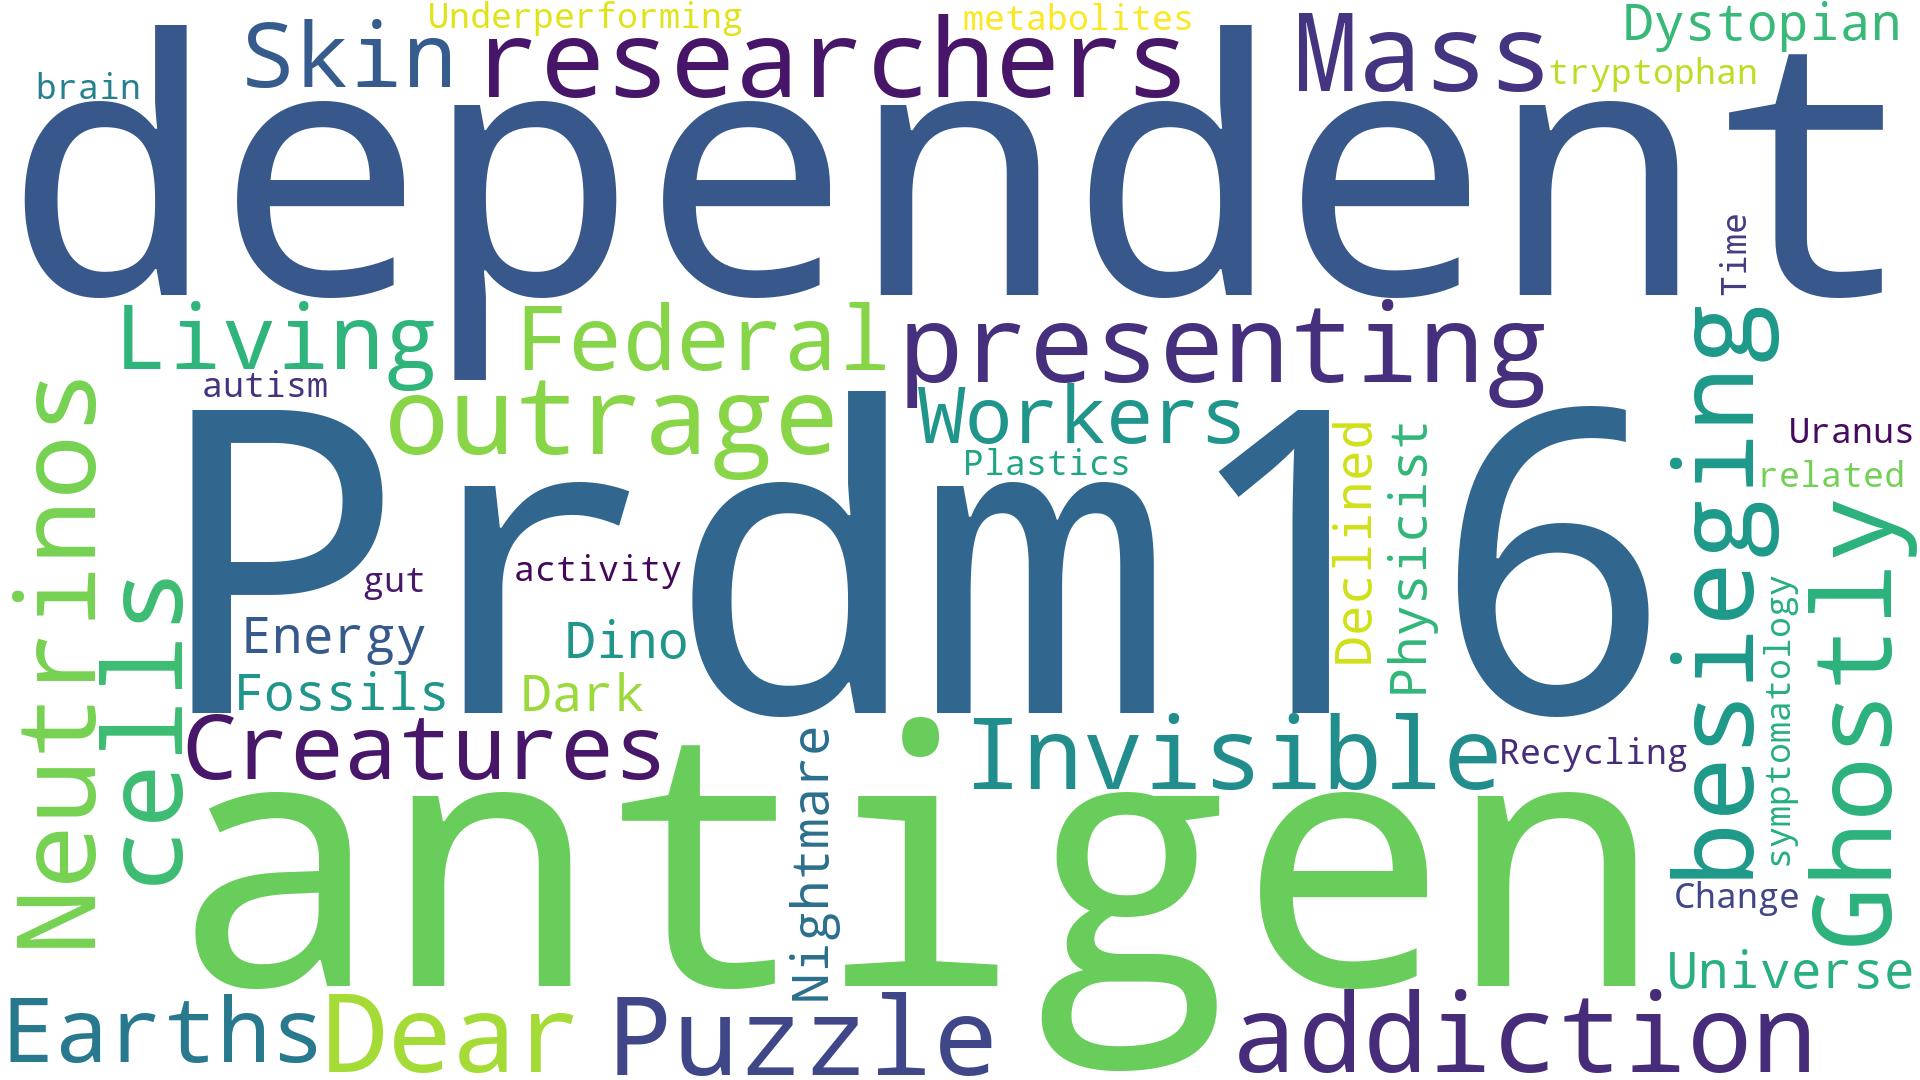 Underperforming
metabolites
Dystopian
Skin
researchers
Mass
tryptophan
brain
dependent
Time
Living
Federal
presenting
autism
outrage
Workers
Plastics
Neutrinos
cells
Prdm16
Declined
Physicist
besieging
Uranus
related
Ghostly
symptomatology
gut
activity
Energy
Dino
Fossils
Dark
Creatures
Nightmare
Invisible
Recycling
antigen
Change
Universe
Earths
Dear
Puzzle
addiction